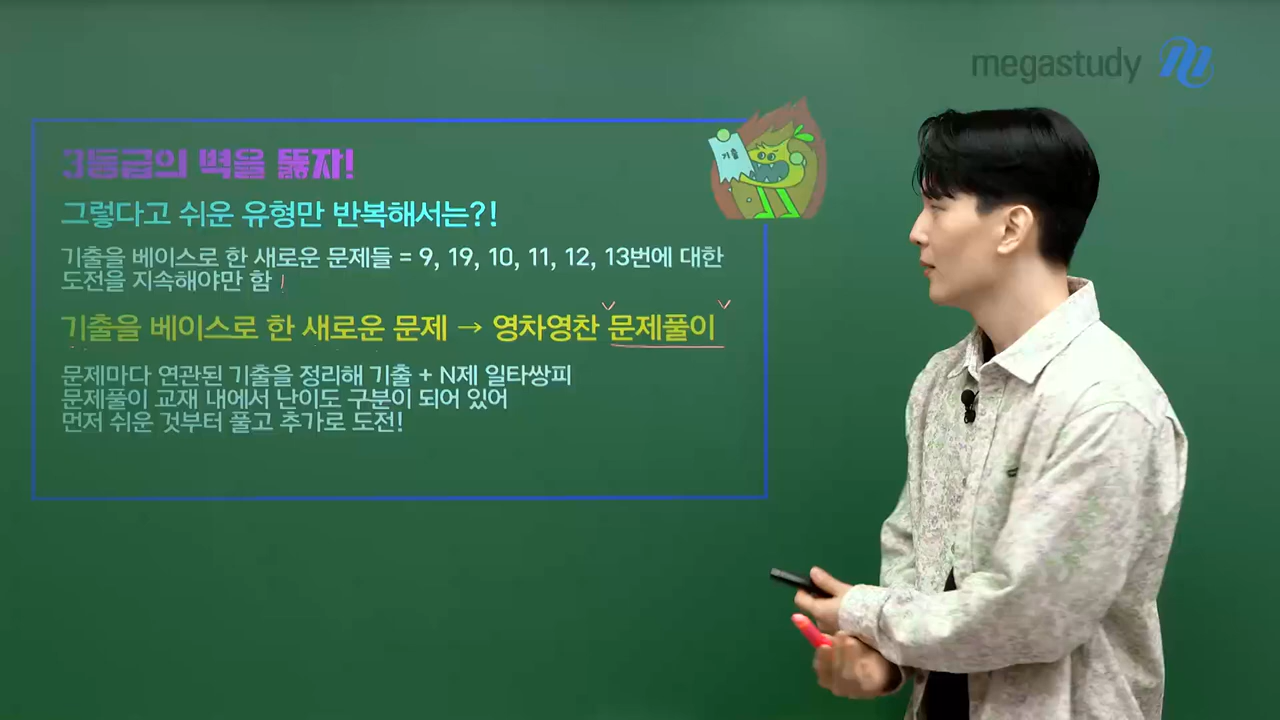 megastudy
기출
3등급의 벽을 뚫자!
그렇다고 쉬운 유형만 반복해서는?!
기출을 베이스로 한 새로운 문제들 = 9, 19, 10, 11, 12, 13번에 대한
도전을 지속해야만 함
기출을 베이스로 한 새로운 문제 → 영차영찬 문제풀이
문제마다 연관된 기출을 정리해 기출 + N제 일타쌍피
문제풀이 교재 내에서 난이도 구분이 되어 있어
먼저 쉬운 것부터 풀고 추가로 도전!